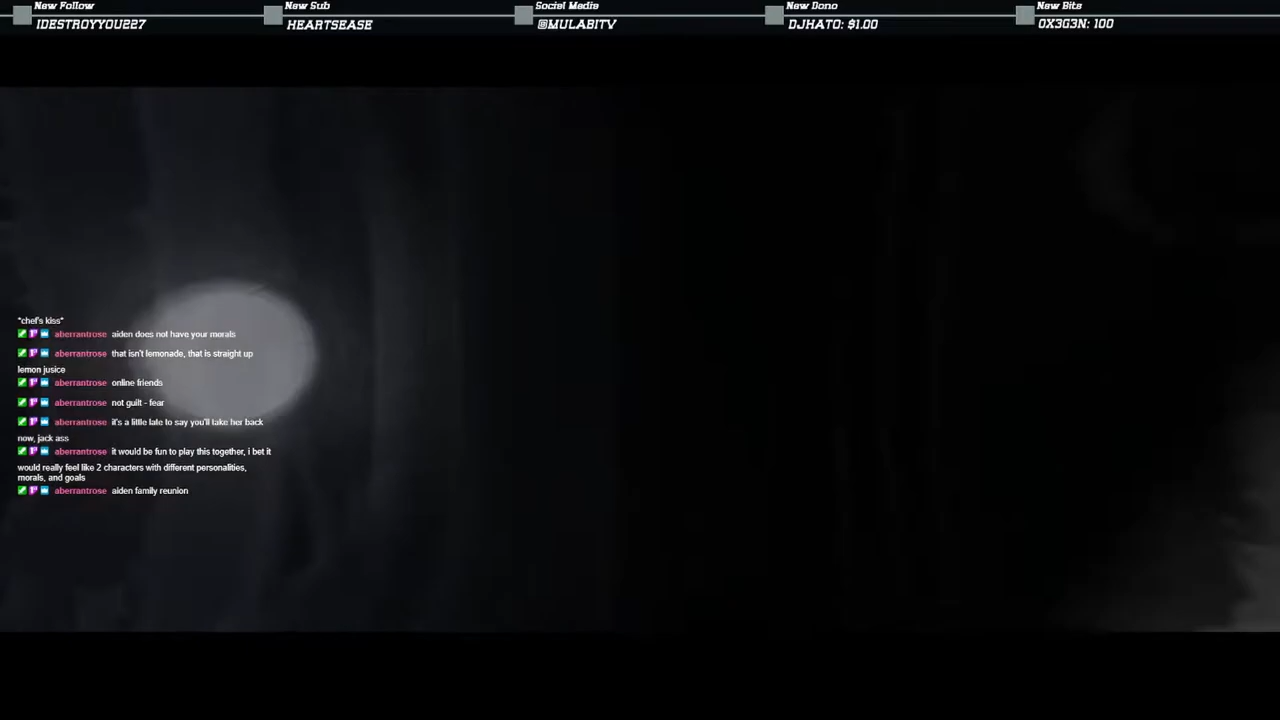 New Follow
IDESTROYYOU227
New Sub
HEARTSEASE
Social Media
@MULABITV
New Dono
DJHATO: $1.00
New Bits
0X3G3N: 100
*chef's kiss*
aberrantrose aiden does not have your morals
aberrantrose that isn't lemonade, that is straight up
lemon jusice
aberrantrose online friends
aberrantrose not guilt - fear
aberrantrose it's a little late to say you'll take her back
now, jack ass
aberrantrose it would be fun to play this together, i bet it
would really feel like 2 characters with different personalities,
morals, and goals
aberrantrose aiden family reunion